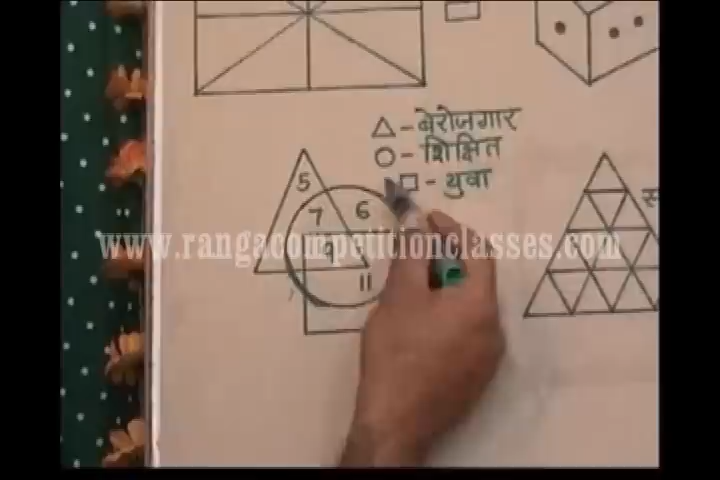 △ - बेरोजगार
○ - शिक्षित
□ - युवा
5
7 6
www.rangacompetitionclasses.com
9
11